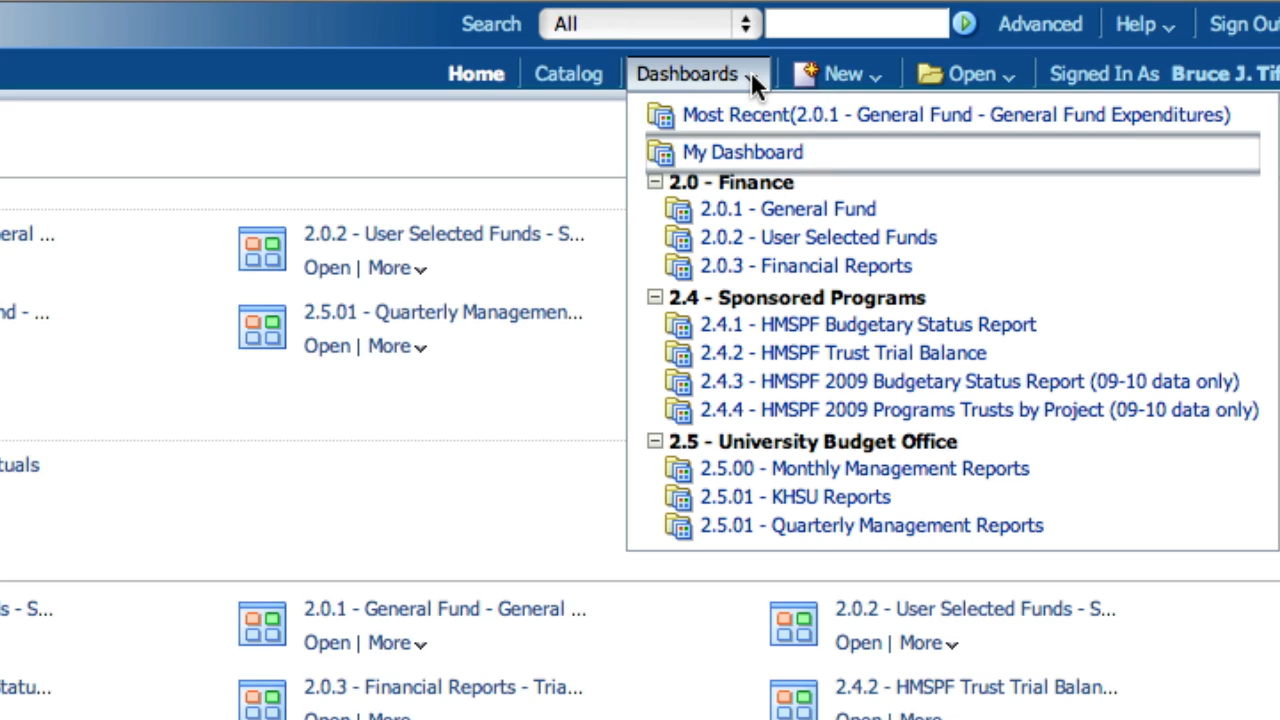 Search All Advanced Help Sign Out
Home Catalog Dashboards New Open Signed In As Bruce J. Tif
Most Recent(2.0.1 - General Fund - General Fund Expenditures)
My Dashboard
2.0 - Finance
2.0.1 - General Fund
2.0.2 - User Selected Funds
2.0.3 - Financial Reports
2.4 - Sponsored Programs
2.4.1 - HMSPF Budgetary Status Report
2.4.2 - HMSPF Trust Trial Balance
2.4.3 - HMSPF 2009 Budgetary Status Report (09-10 data only)
2.4.4 - HMSPF 2009 Programs Trusts by Project (09-10 data only)
2.5 - University Budget Office
2.5.00 - Monthly Management Reports
2.5.01 - KHSU Reports
2.5.01 - Quarterly Management Reports
eral ... 2.0.2 - User Selected Funds - S...
Open | More
nd - ... 2.5.01 - Quarterly Managemen...
Open | More
tuals
s - S... 2.0.1 - General Fund - General ... 2.0.2 - User Selected Funds - S...
Open | More Open | More
tatu... 2.0.3 - Financial Reports - Tria... 2.4.2 - HMSPF Trust Trial Balan...
Open | More Open | More